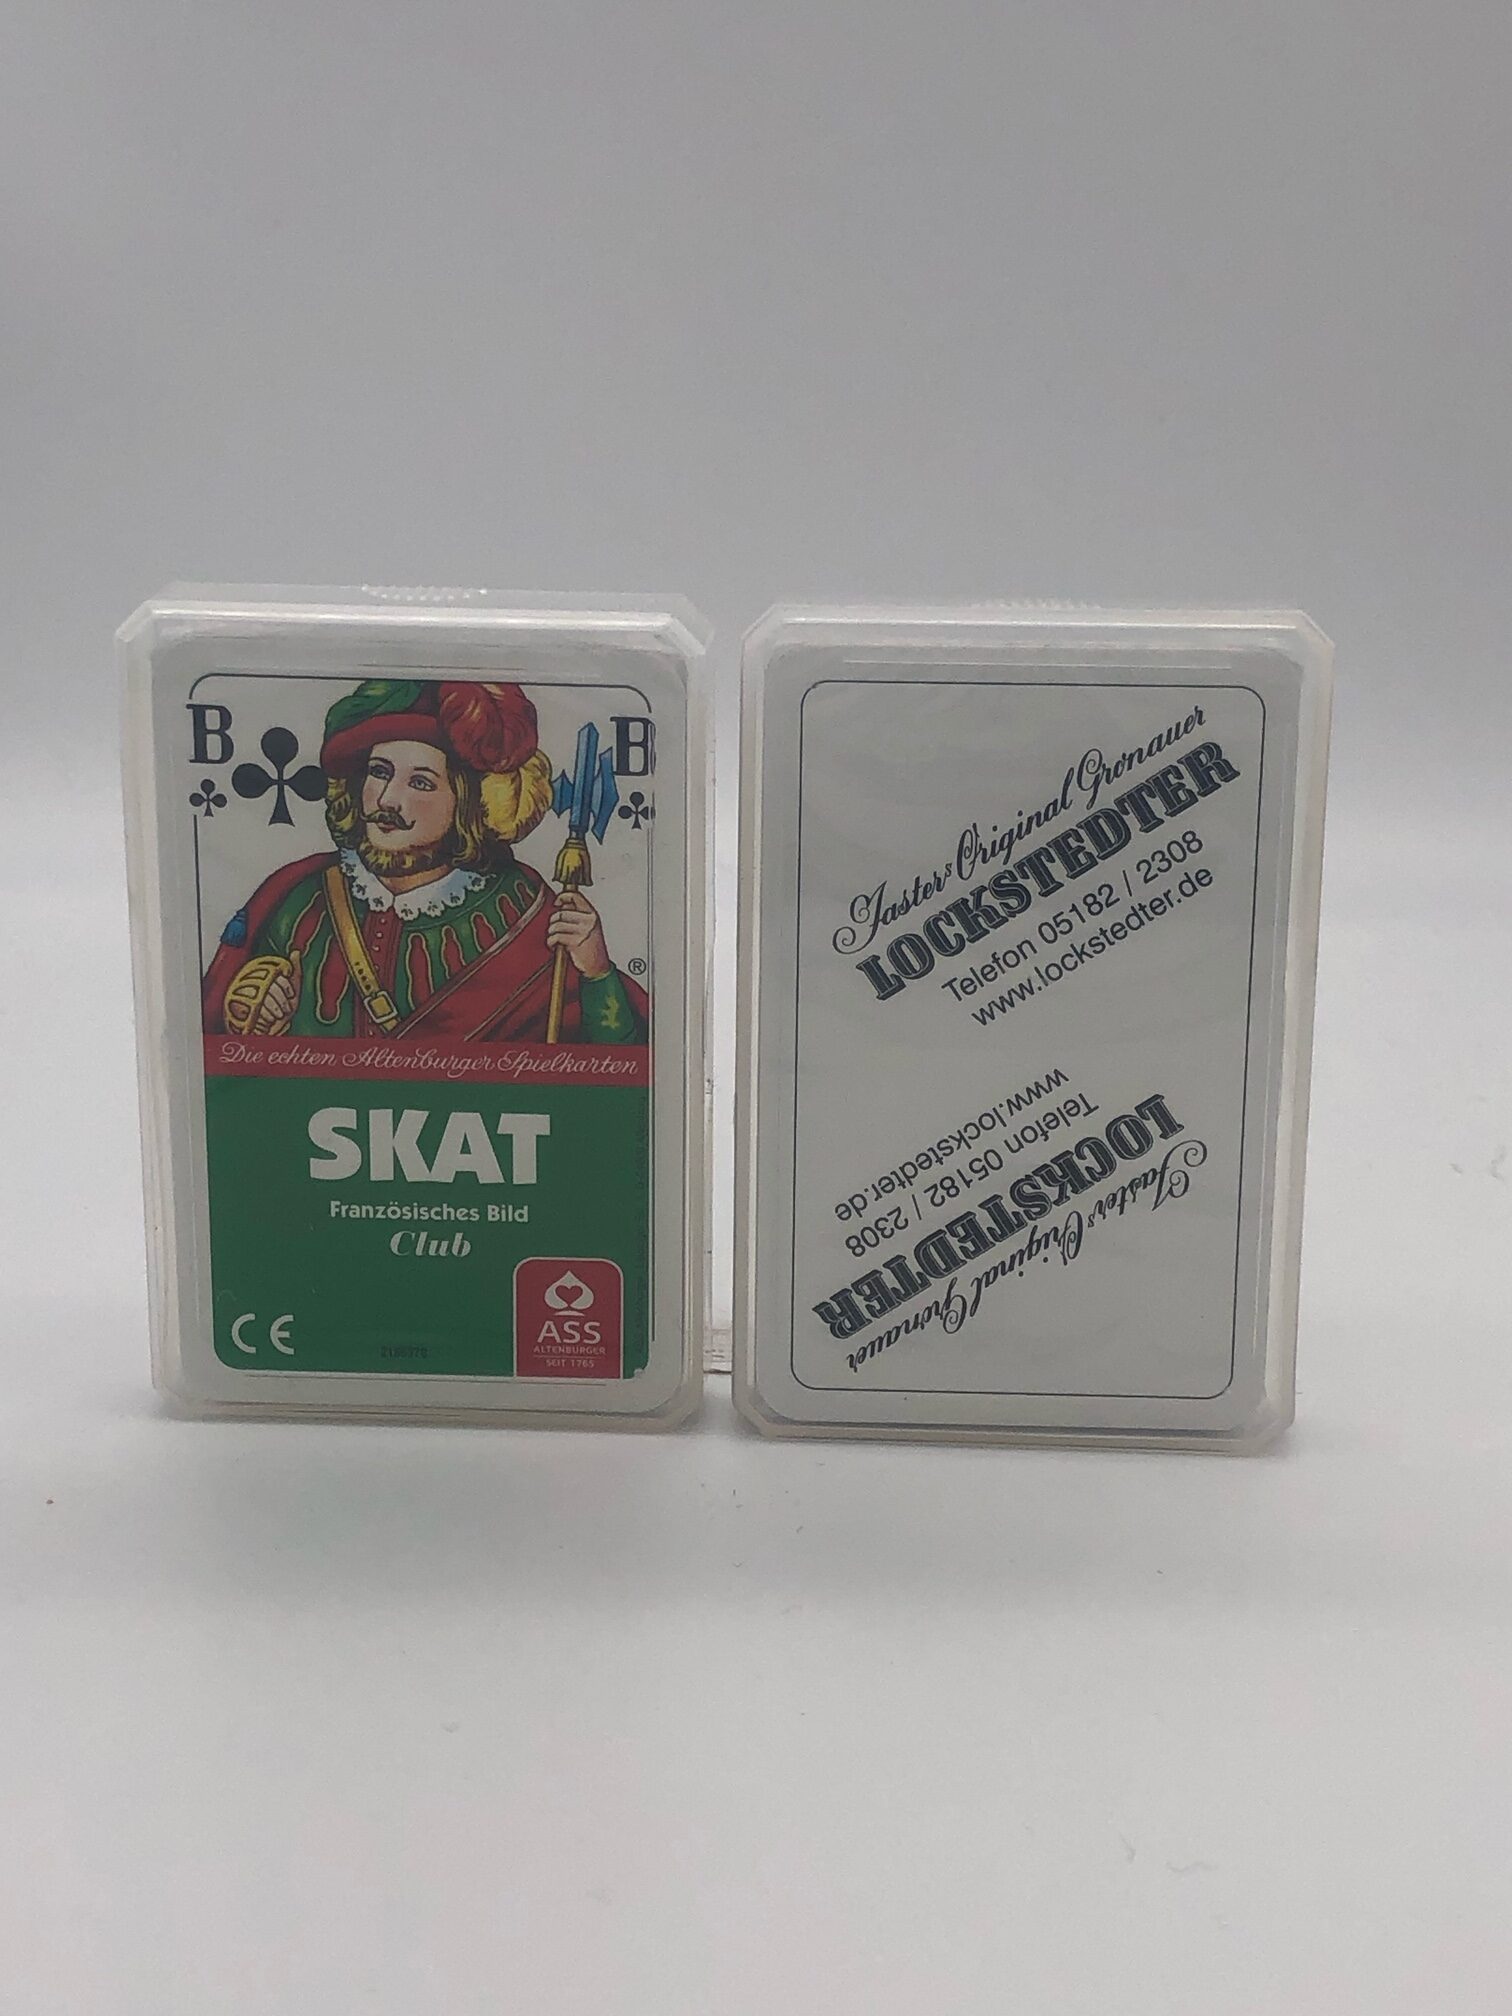 B
B
®
Die echten Altenburger Spielkarten
SKAT
Französisches Bild
Club
CE
ASS
ALTENBURGER
SEIT 1765
Jasters Original Gronauer
LOCKSTEDTER
Telefon 05182 / 2308
www.lockstedter.de
Jasters Original Gronauer
LOCKSTEDTER
Telefon 05182 / 2308
www.lockstedter.de